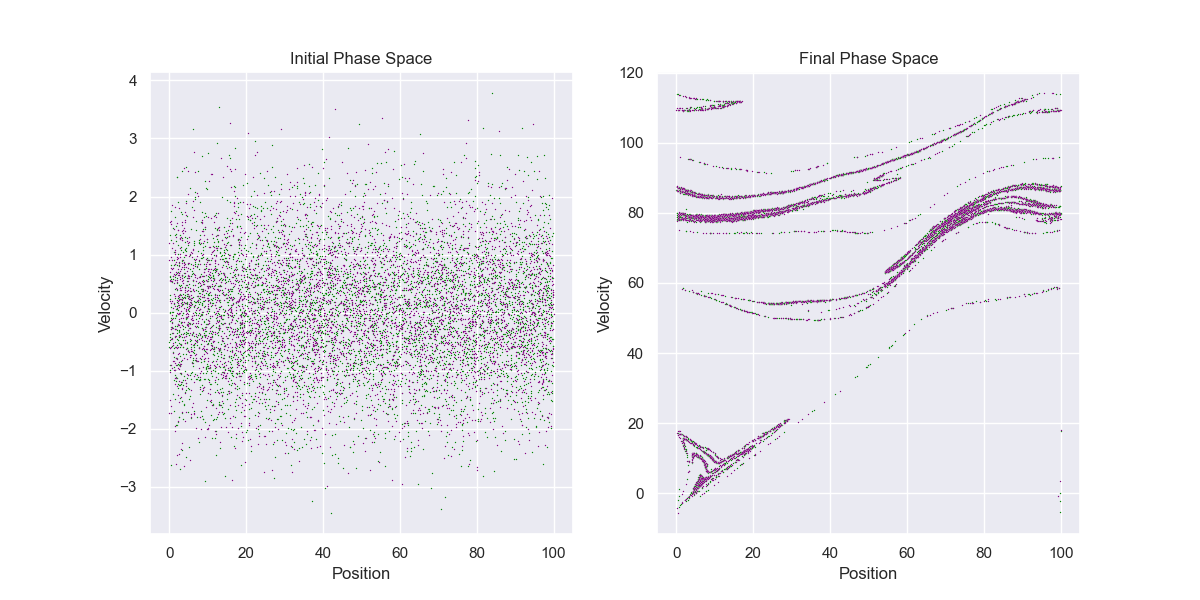 Initial Phase Space
Velocity
4
3
2
1
0
−1
−2
−3
0 20 40 60 80 100
Position
Final Phase Space
Velocity
120
100
80
60
40
20
0
0 20 40 60 80 100
Position